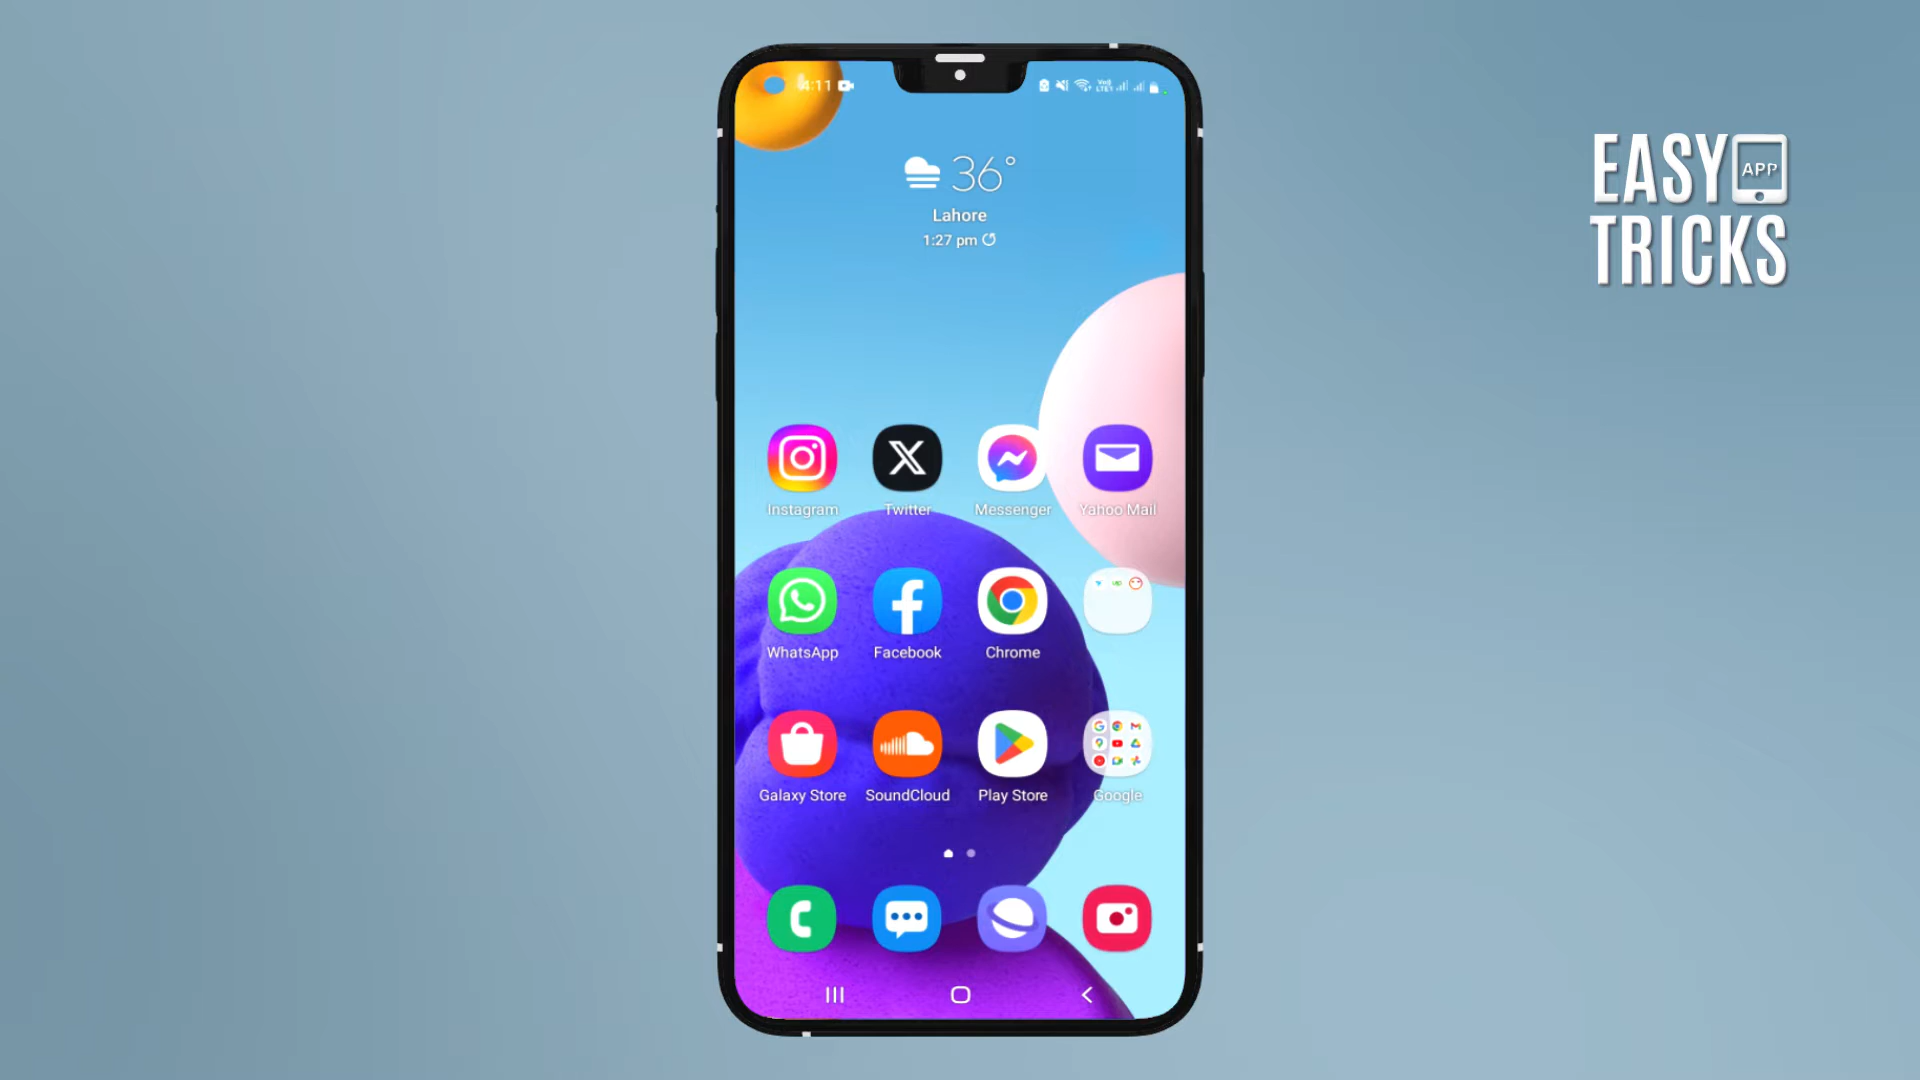 4:11
EASY APP
TRICKS
36°
Lahore
1:27 pm
Instagram
Twitter
Messenger
Yahoo Mail
WhatsApp
Facebook
Chrome
Galaxy Store
SoundCloud
Play Store
Google